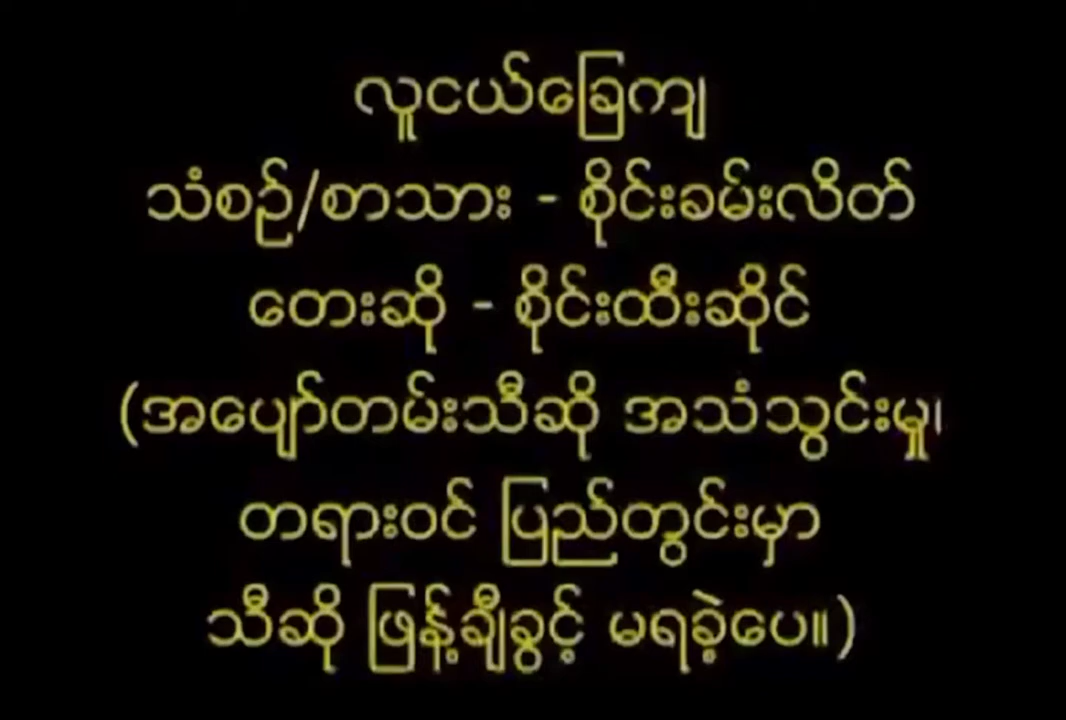 လူငယ်ခြေကျ
သံစဉ်/စာသား - စိုင်းခမ်းလိတ်
တေးဆို - စိုင်းထီးဆိုင်
(အပျော်တမ်းသီဆို အသံသွင်းမှု၊
တရားဝင် ပြည်တွင်းမှာ
သီဆို ဖြန့်ချီခွင့် မရခဲ့ပေ။)